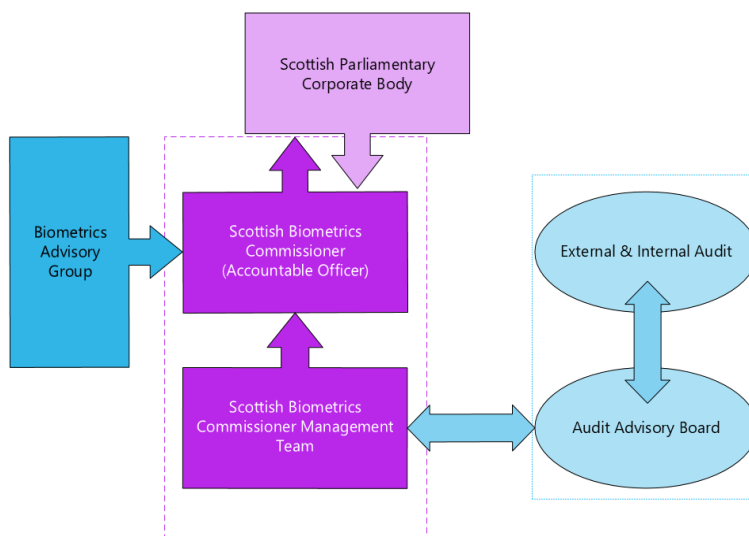 Scottish Parliamentary
Corporate Body
Biometrics
Advisory
Group
Scottish Biometrics
Commissioner
(Accountable Officer)
External & Internal Audit
Scottish Biometrics
Commissioner Management
Team
Audit Advisory Board